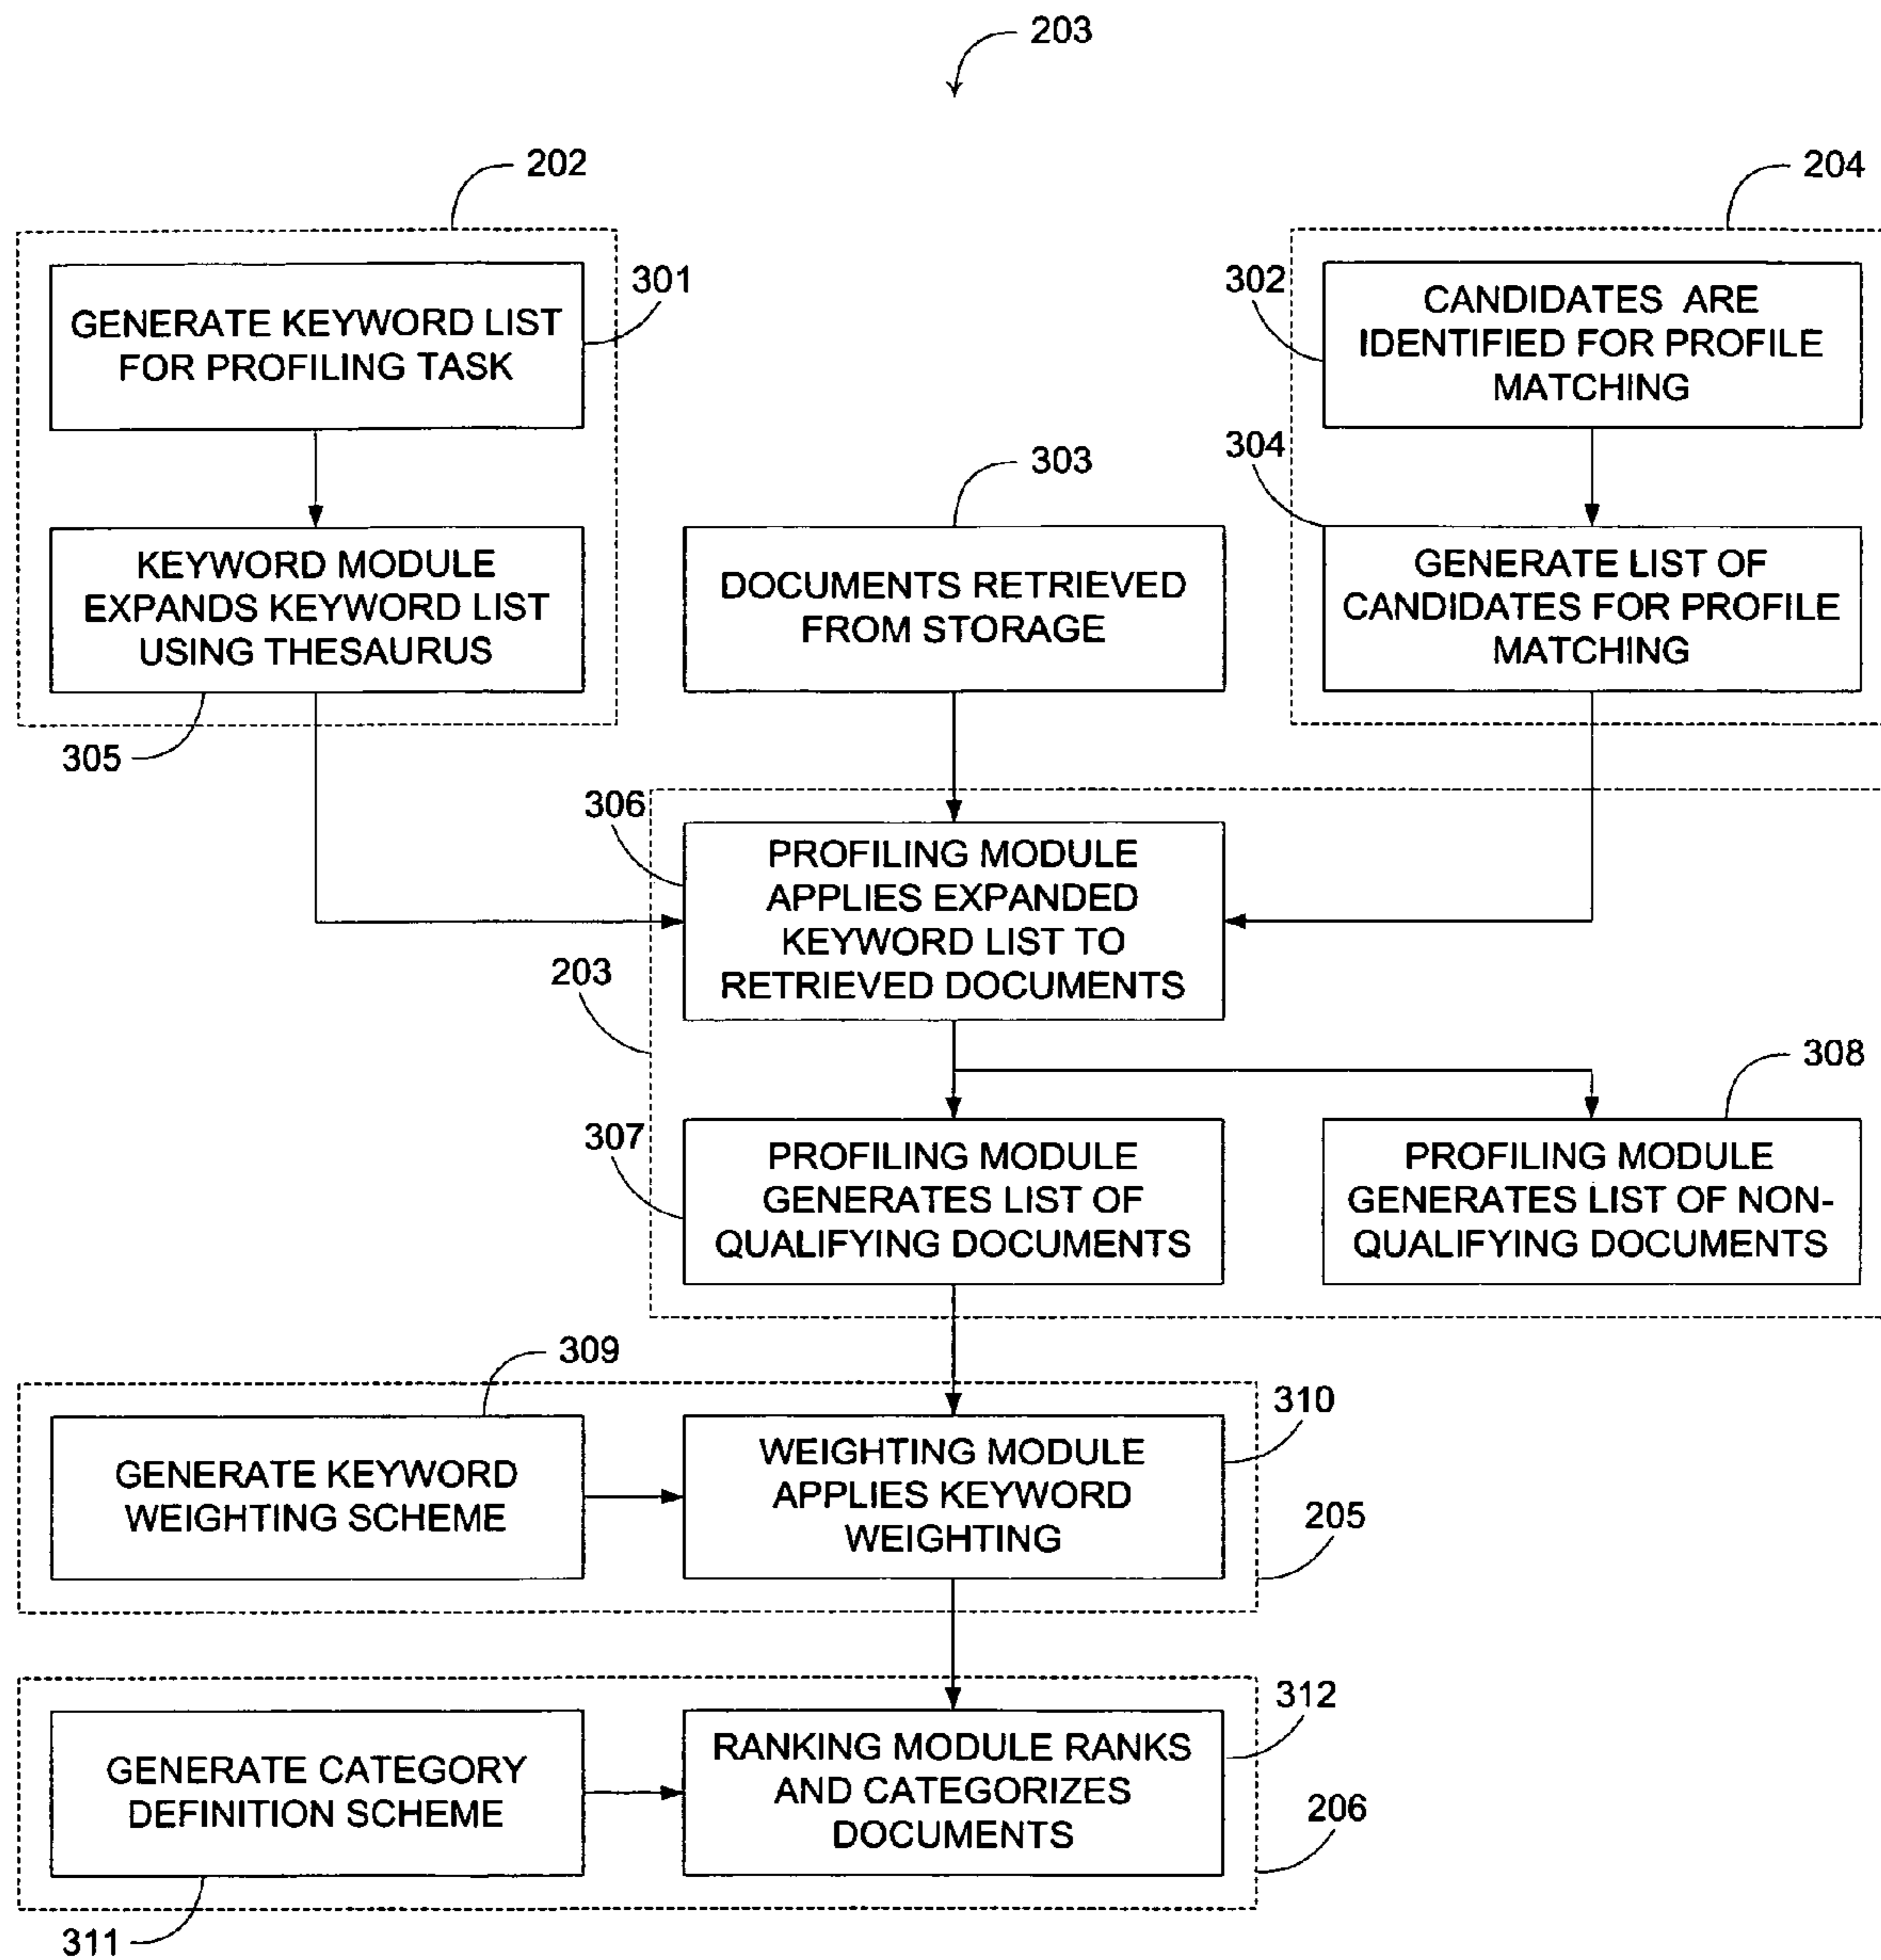 203
202
204
301
GENERATE KEYWORD LIST
FOR PROFILING TASK
302
CANDIDATES ARE
IDENTIFIED FOR PROFILE
MATCHING
303
304
KEYWORD MODULE
EXPANDS KEYWORD LIST
USING THESAURUS
305
DOCUMENTS RETRIEVED
FROM STORAGE
GENERATE LIST OF
CANDIDATES FOR PROFILE
MATCHING
306
PROFILING MODULE
APPLIES EXPANDED
KEYWORD LIST TO
RETRIEVED DOCUMENTS
203
308
307
PROFILING MODULE
GENERATES LIST OF
QUALIFYING DOCUMENTS
PROFILING MODULE
GENERATES LIST OF NON-
QUALIFYING DOCUMENTS
309
310
GENERATE KEYWORD
WEIGHTING SCHEME
WEIGHTING MODULE
APPLIES KEYWORD
WEIGHTING
205
312
GENERATE CATEGORY
DEFINITION SCHEME
RANKING MODULE RANKS
AND CATEGORIZES
DOCUMENTS
206
311